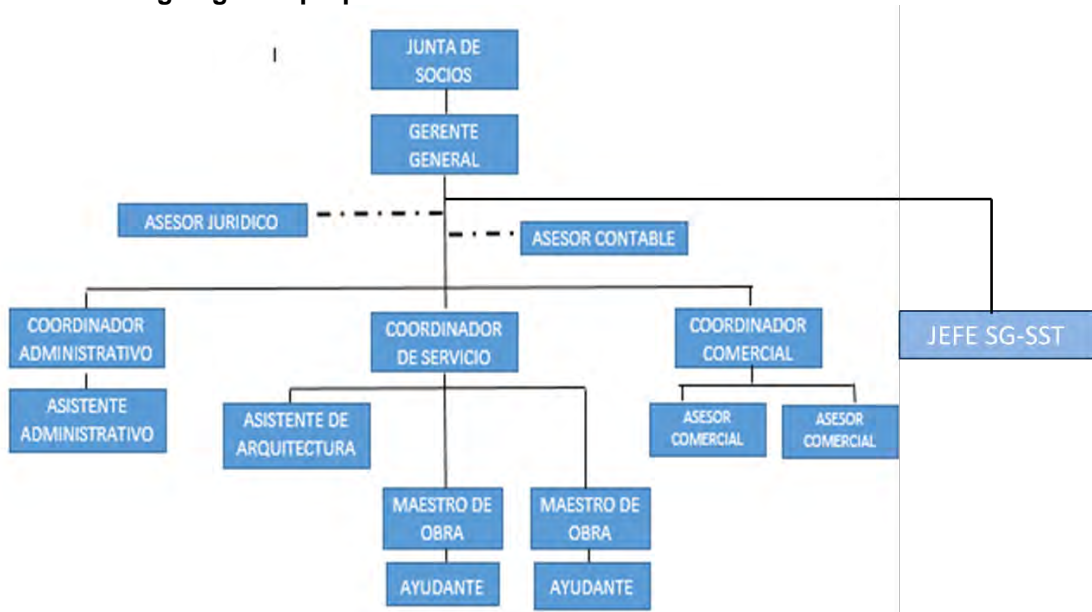 JUNTA DE
SOCIOS
GERENTE
GENERAL
ASESOR JURIDICO
ASESOR CONTABLE
COORDINADOR
ADMINISTRATIVO
COORDINADOR
DE SERVICIO
COORDINADOR
COMERCIAL
JEFE SG-SST
ASISTENTE
ADMINISTRATIVO
ASISTENTE DE
ARQUITECTURA
ASESOR
COMERCIAL
ASESOR
COMERCIAL
MAESTRO DE
OBRA
MAESTRO DE
OBRA
AYUDANTE
AYUDANTE